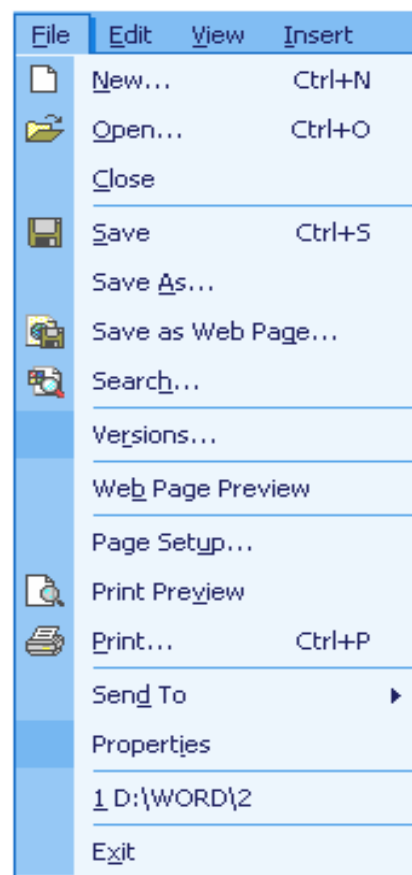 File Edit View Insert
New... Ctrl+N
Open... Ctrl+O
Close
Save Ctrl+S
Save As...
Save as Web Page...
Search...
Versions...
Web Page Preview
Page Setup...
Print Preview
Print... Ctrl+P
Send To
Properties
1 D:\WORD\2
Exit